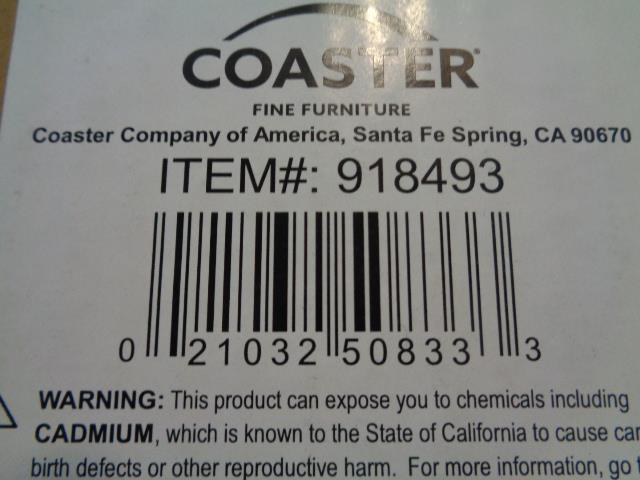 COASTER
FINE FURNITURE
Coaster Company of America, Santa Fe Spring, CA 90670
ITEM#: 918493
0 21032 50833 3
WARNING: This product can expose you to chemicals including
CADMIUM, which is known to the State of California to cause
birth defects or other reproductive harm. For more information, go